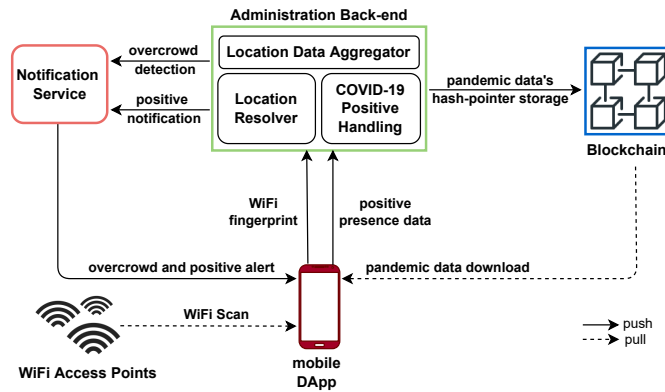 Administration Back-end
Location Data Aggregator
Location
Resolver
COVID-19
Positive
Handling
Notification
Service
overcrowd
detection
positive
notification
pandemic data's
hash-pointer storage
Blockchain
WiFi
fingerprint
positive
presence data
overcrowd and positive alert
pandemic data download
WiFi Scan
WiFi Access Points
mobile
DApp
push
pull